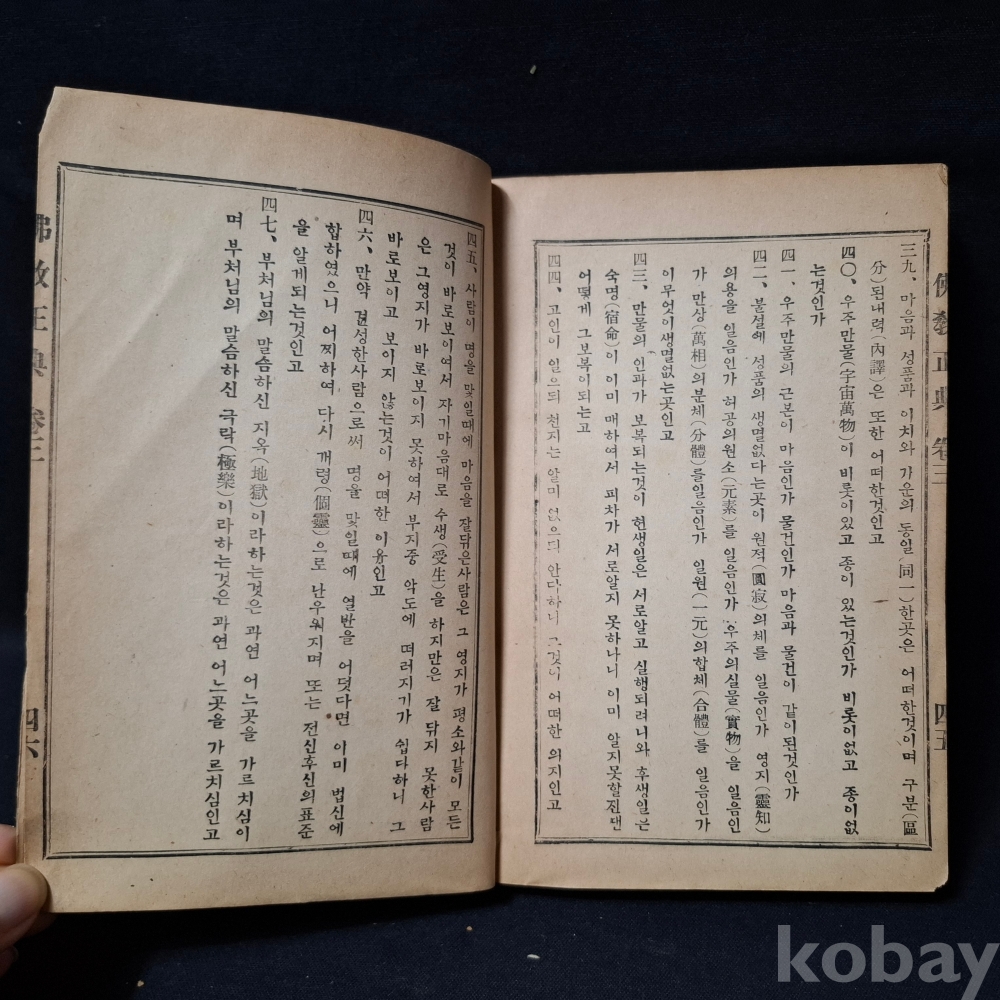 佛敎正典 卷三 四五
三九、마음과 성품과 이치와 기운의 동일(同一)한곳은 어떠한것이며 구분(區
分)된내력(內譯)은 또한 어떠한것인고
四〇、우주만물(宇宙萬物)이 비롯이있고 종이 있는것인가 비롯이없고 종이없
는것인가
四一、우주만물의 근본이 마음인가 물건인가 마음과 물건이 같이된것인가
四二、불설에 성품의 생멸없다는곳이 원적(圓寂)의체를 일음인가 영지(靈知)
의용을 일음인가 허공의원소(元素)를 일음인가 우주의실물(實物)을 일음인
가 만상(萬相)의분체(分體)를일음인가 일원(一元)의합체(合體)를 일음인가
이무엇이생멸없는곳인고
四三、만물의 인과가 보복되는것이 현생일은 서로알고 실행되려니와 후생일은
숙명(宿命)이 이미 매하여서 피차가 서로알지 못하나니 이미 알지못할진댄
어떻게 그보복이되는고
四四、고인이 일으되 천지는 알미 없으되 안다하니 그것이 어떠한 의지인고
四五、사람이 명을 맟일때에 마음을 잘닦은사람은 그 영지가 평소와같이 모든
것이 바로보이여서 자기마음대로 수생(受生)을 하지만은 잘 닦지 못한사람
은 그영지가 바로보이지 못하여서 부지중 악도에 떠러지기가 쉽다하니 그
바로보이고 보이지 않는것이 어떠한 이유인고
四六、만약 견성한사람으로써 명을 맟일때에 열반을 어덧다면 이미 법신에
합하였으니 어찌하여 다시 개령(個靈)으로 난우워지며 또는 전신후신의표준
을 알게되는것인고
四七、부처님의 말슴하신 지옥(地獄)이라하는것은 과연 어느곳을 가르치심이
며 부처님의 말슴하신 극락(極樂)이라하는것은 과연 어느곳을 가르치심인고
佛敎正典 卷三 四六
kobay